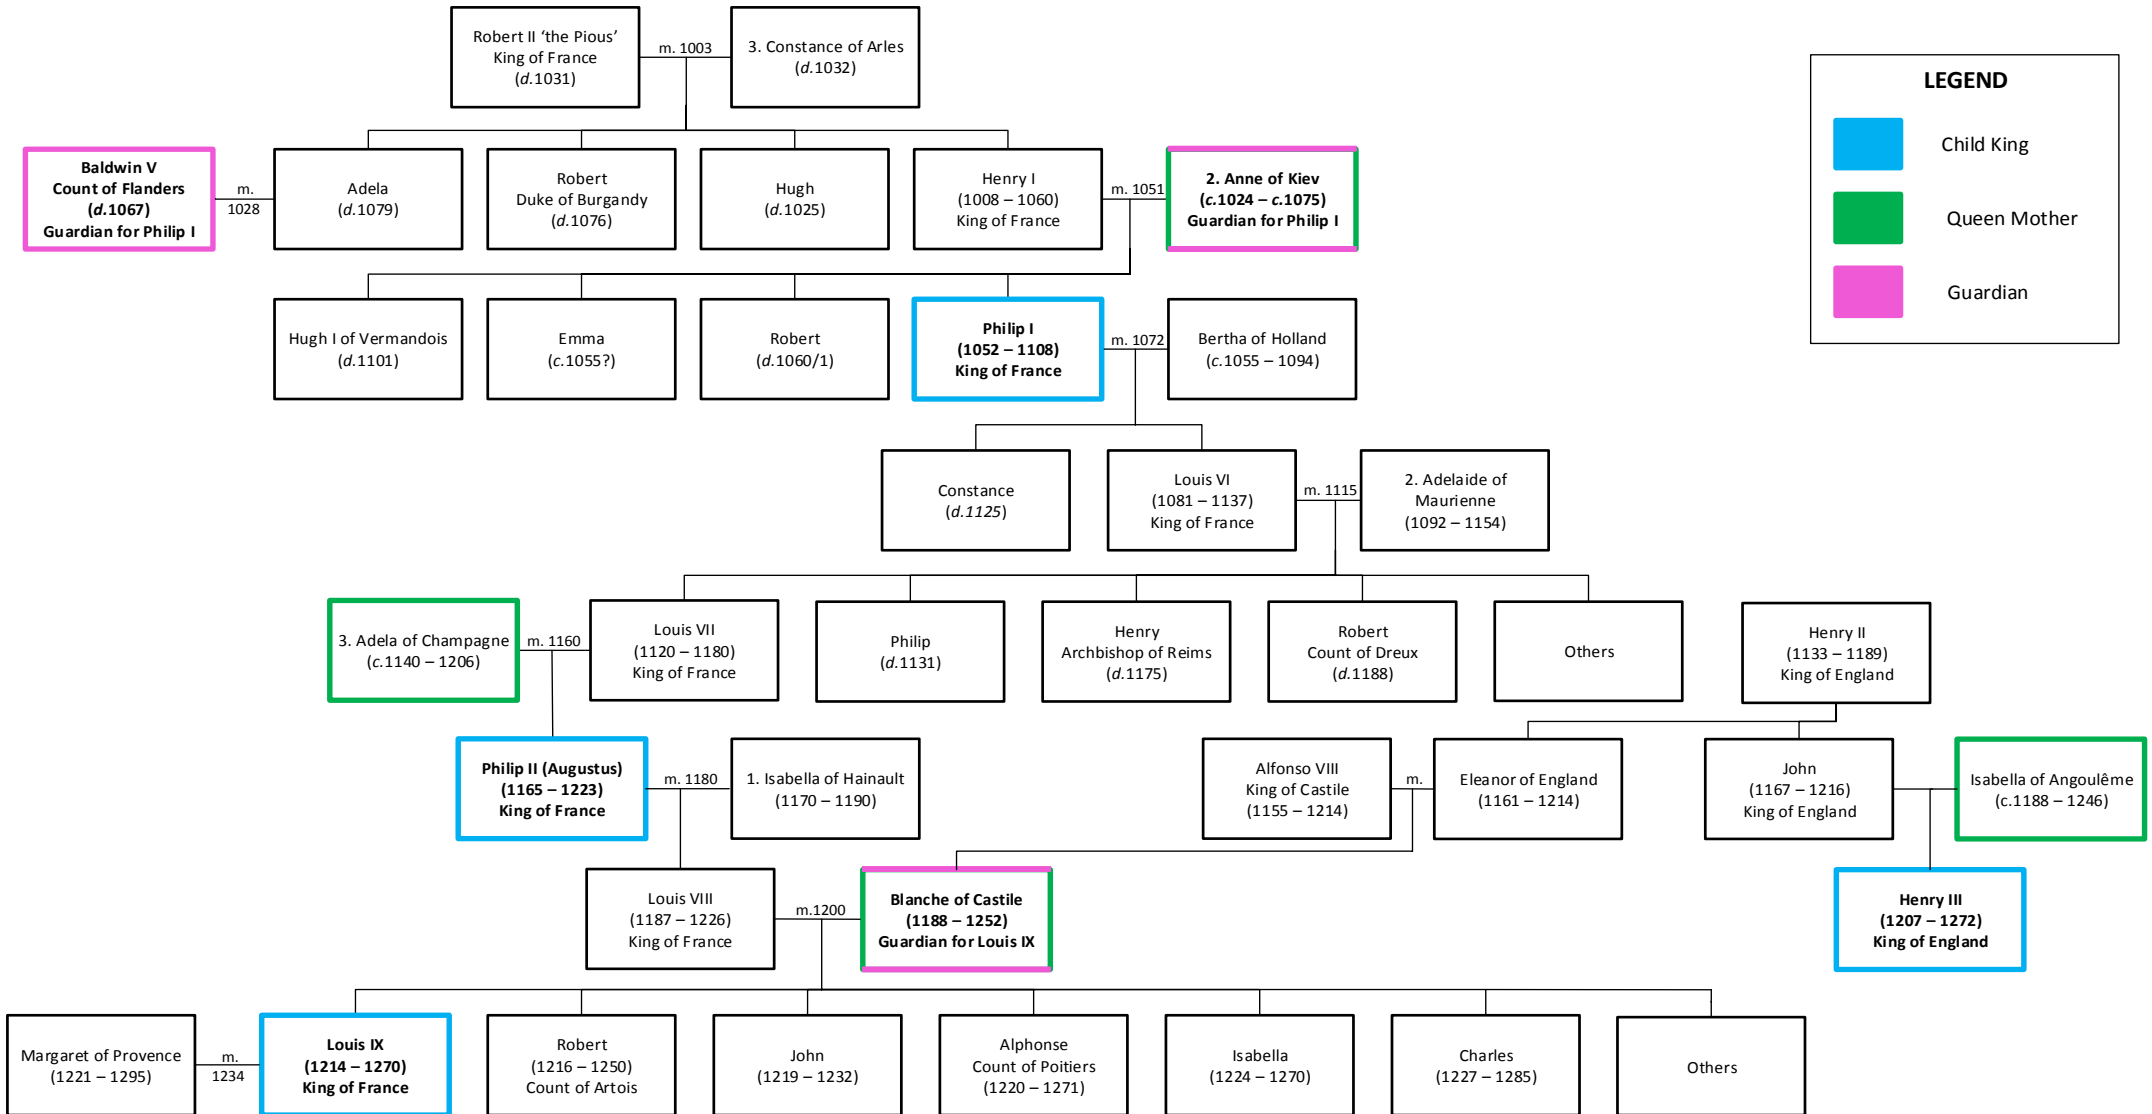 Robert II ‘the Pious’
King of France
(d.1031)
m. 1003
3. Constance of Arles
(d.1032)
LEGEND
Child King
Queen Mother
Guardian
Baldwin V
Count of Flanders
(d.1067)
Guardian for Philip I
m.
1028
Adela
(d.1079)
Robert
Duke of Burgandy
(d.1076)
Hugh
(d.1025)
Henry I
(1008 – 1060)
King of France
m. 1051
2. Anne of Kiev
(c.1024 – c.1075)
Guardian for Philip I
Hugh I of Vermandois
(d.1101)
Emma
(c.1055?)
Robert
(d.1060/1)
Philip I
(1052 – 1108)
King of France
m. 1072
Bertha of Holland
(c.1055 – 1094)
Constance
(d.1125)
Louis VI
(1081 – 1137)
King of France
m. 1115
2. Adelaide of
Maurienne
(1092 – 1154)
3. Adela of Champagne
(c.1140 – 1206)
m. 1160
Louis VII
(1120 – 1180)
King of France
Philip
(d.1131)
Henry
Archbishop of Reims
(d.1175)
Robert
Count of Dreux
(d.1188)
Others
Henry II
(1133 – 1189)
King of England
Philip II (Augustus)
(1165 – 1223)
King of France
m. 1180
1. Isabella of Hainault
(1170 – 1190)
Alfonso VIII
King of Castile
(1155 – 1214)
m.
Eleanor of England
(1161 – 1214)
John
(1167 – 1216)
King of England
Isabella of Angoulême
(c.1188 – 1246)
Louis VIII
(1187 – 1226)
King of France
m.1200
Blanche of Castile
(1188 – 1252)
Guardian for Louis IX
Henry III
(1207 – 1272)
King of England
Margaret of Provence
(1221 – 1295)
m.
1234
Louis IX
(1214 – 1270)
King of France
Robert
(1216 – 1250)
Count of Artois
John
(1219 – 1232)
Alphonse
Count of Poitiers
(1220 – 1271)
Isabella
(1224 – 1270)
Charles
(1227 – 1285)
Others